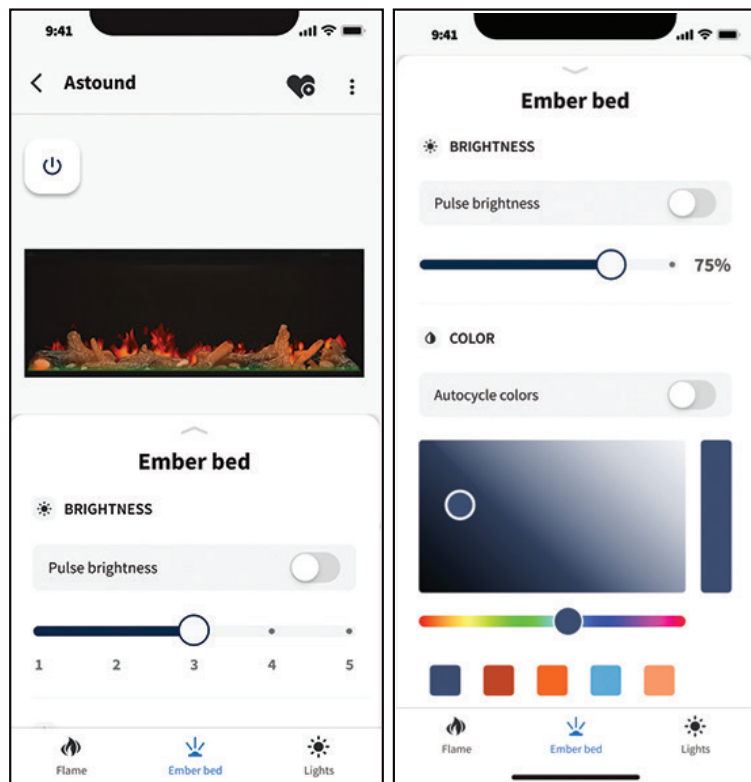 9:41
Astound
Ember bed
BRIGHTNESS
Pulse brightness
1 2 3 4 5
Flame Ember bed Lights
9:41
Ember bed
BRIGHTNESS
Pulse brightness
75%
COLOR
Autocycle colors
Flame Ember bed Lights